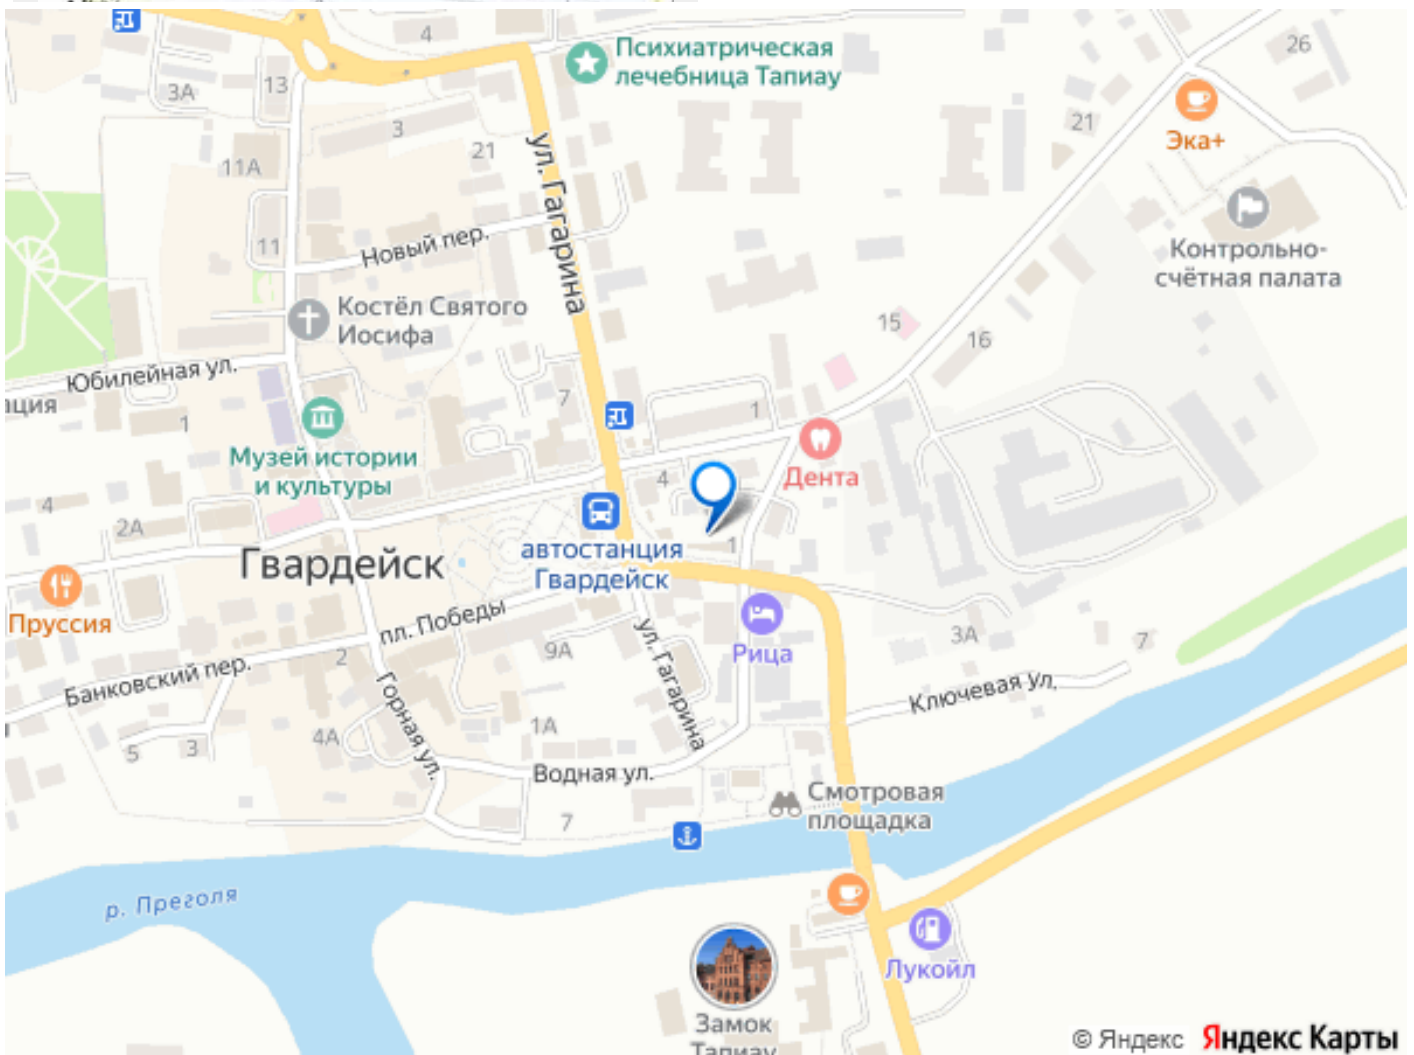 4
Психиатрическая
лечебница Тапиау
26
13
3А
3
21
21
Эка+
11А
ул. Гагарина
Новый пер.
11
Контрольно-
счётная палата
Костёл Святого
Иосифа
15
16
Юбилейная ул.
ация
7
1
1
Музей истории
и культуры
Дента
4
4
2А
автостанция
Гвардейск
1
Гвардейск
Пруссия
пл. Победы
ул. Гагарина
Рица
3А
7
9А
2
Банковский пер.
Ключевая ул.
Горная ул.
1А
4А
5
3
Водная ул.
Смотровая
площадка
7
р. Преголя
Лукойл
Замок
Тапиау
© Яндекс Яндекс Карты